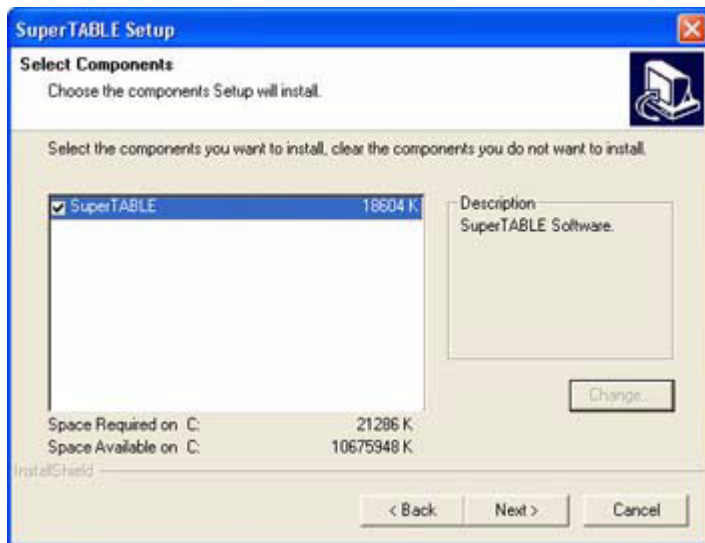 SuperTABLE Setup
Select Components
Choose the components Setup will install.
Select the components you want to install, clear the components you do not want to install.
SuperTABLE 18604 K
Description
SuperTABLE Software.
Change...
Space Required on C: 21286 K
Space Available on C: 10675948 K
InstallShield
< Back Next > Cancel